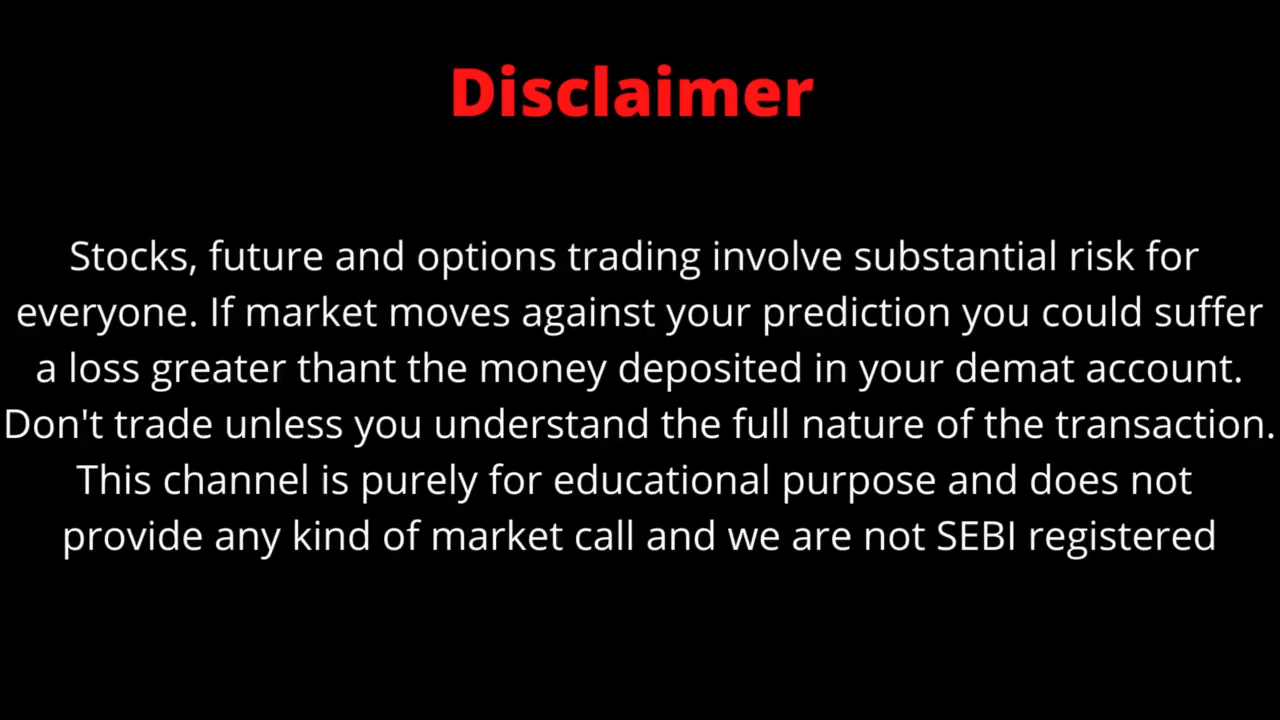 Disclaimer
Stocks, future and options trading involve substantial risk for
everyone. If market moves against your prediction you could suffer
a loss greater thant the money deposited in your demat account.
Don't trade unless you understand the full nature of the transaction.
This channel is purely for educational purpose and does not
provide any kind of market call and we are not SEBI registered